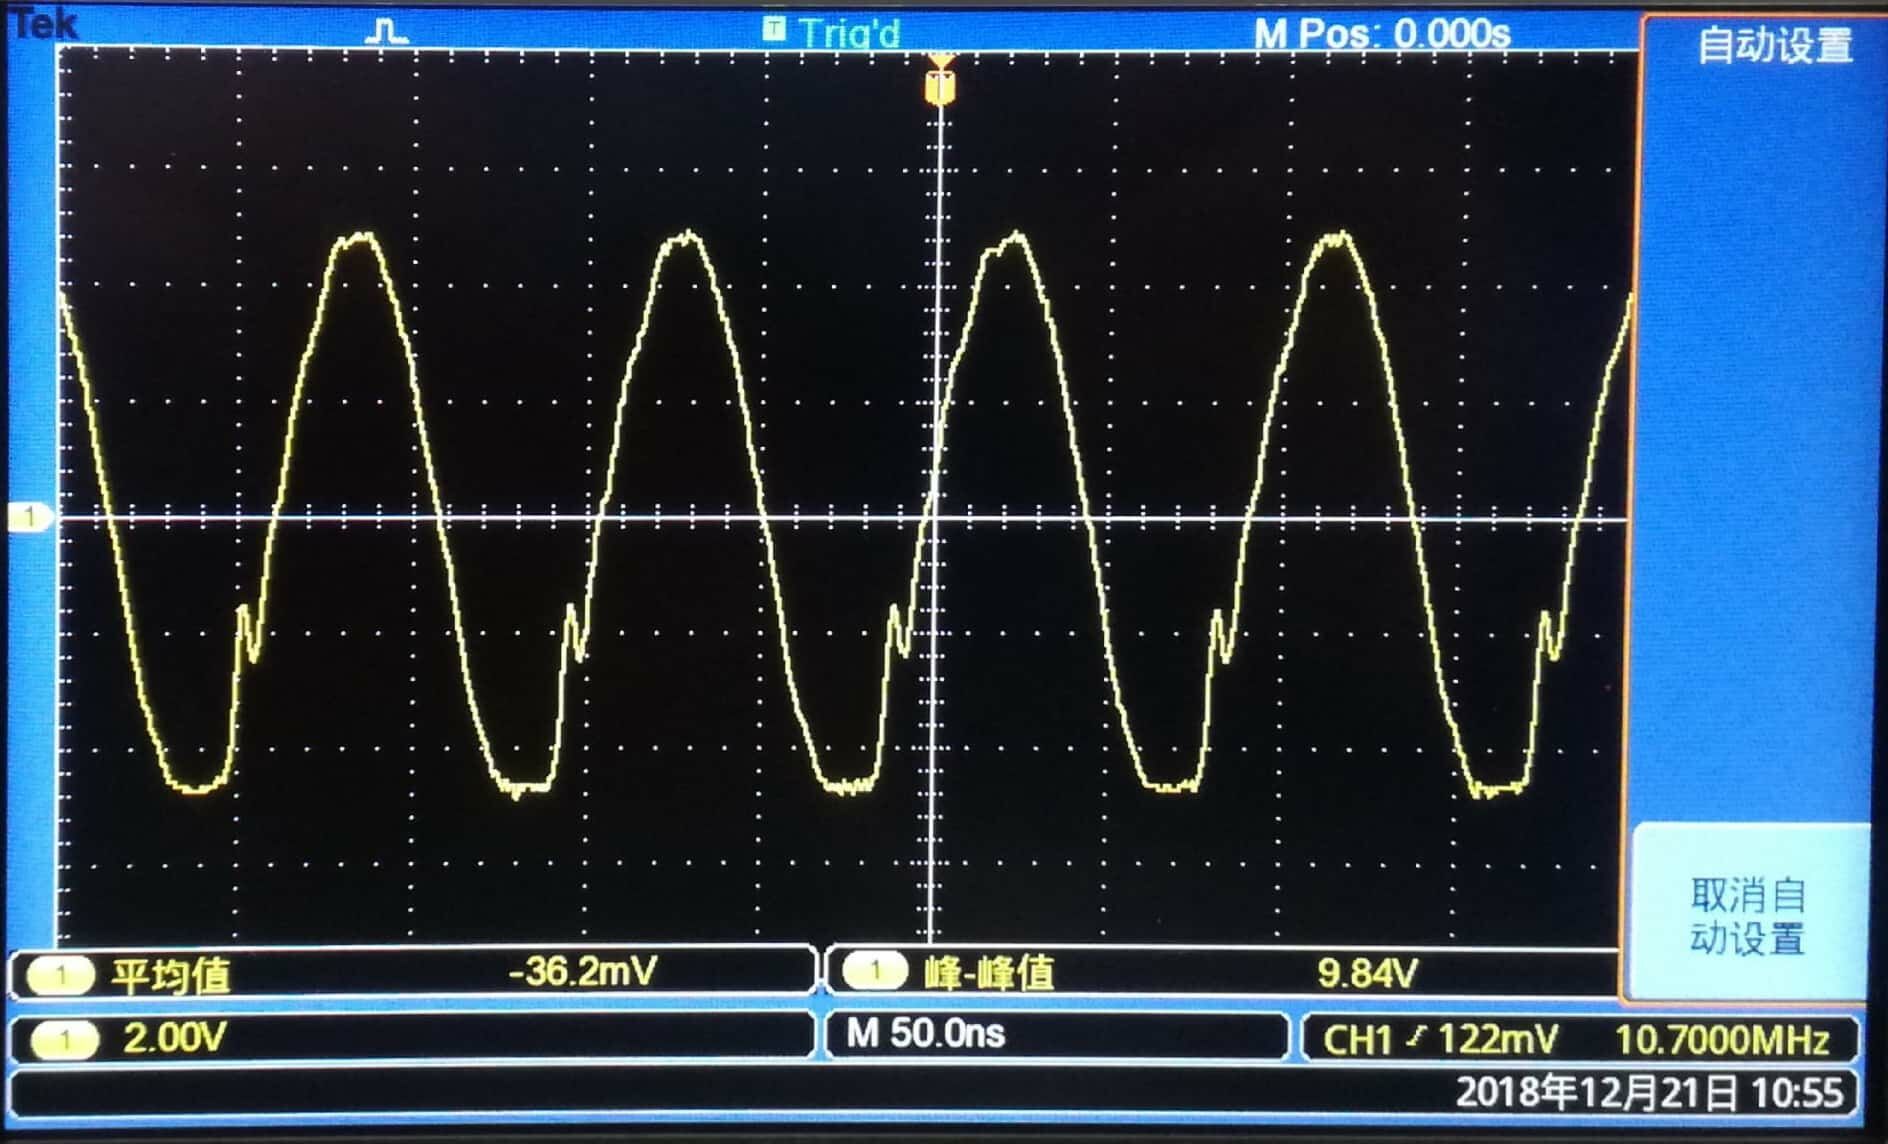 Tek
T Trig'd
M Pos: 0.000s
自动设置
T
1
取消自
动设置
1 平均值 -36.2mV
1 峰-峰值 9.84V
1 2.00V
M 50.0ns
CH1 122mV 10.7000MHz
2018年12月21日 10:55